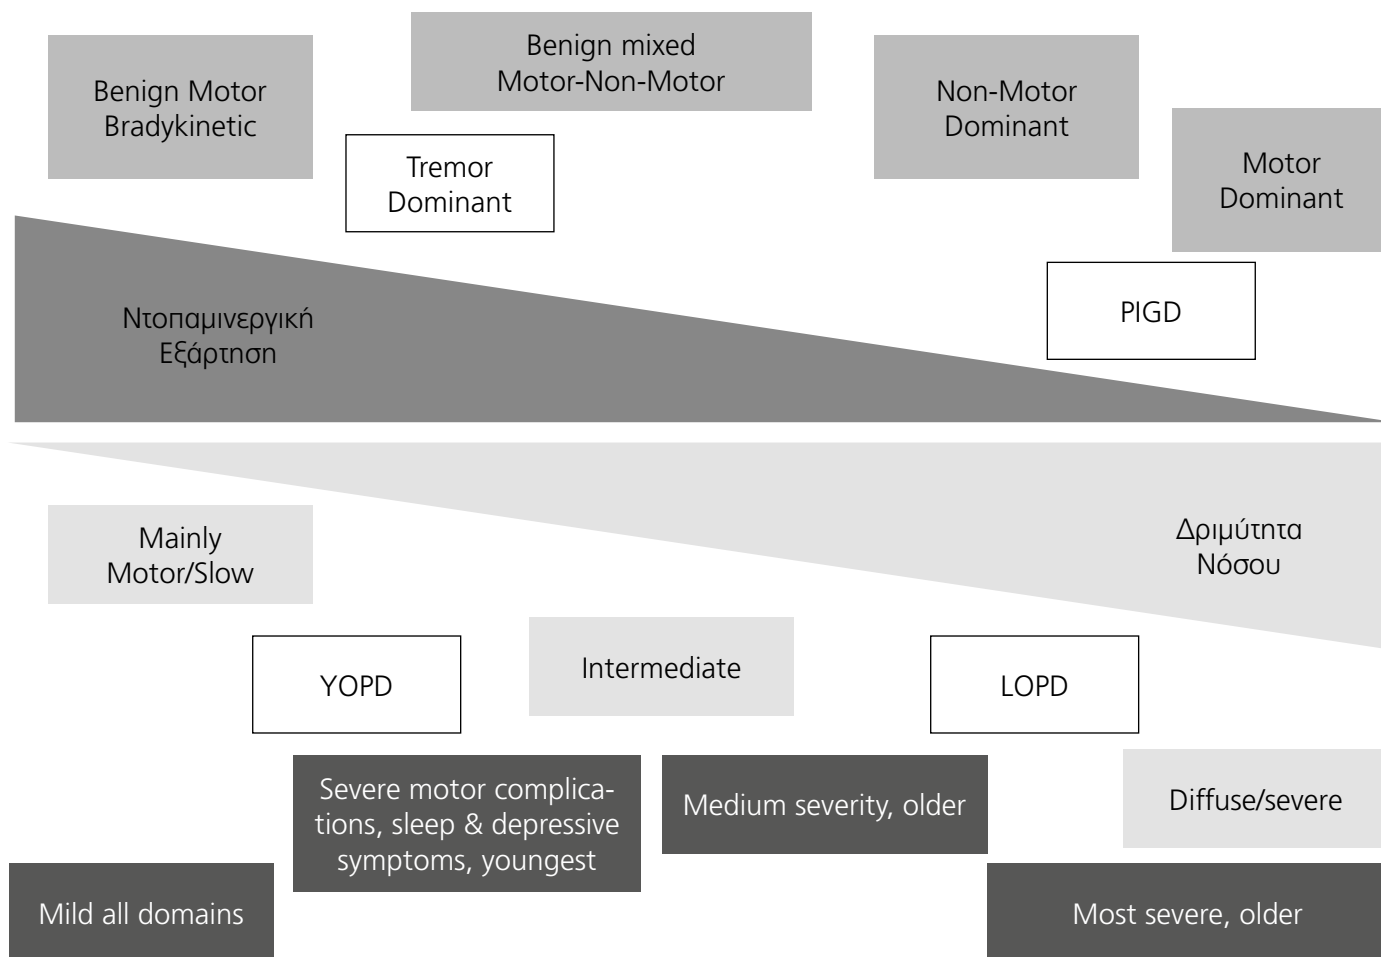 Benign Motor
Bradykinetic
Benign mixed
Motor-Non-Motor
Non-Motor
Dominant
Motor
Dominant
Tremor
Dominant
PIGD
Ντοπαμινεργική
Εξάρτηση
Δριμύτητα
Νόσου
Mainly
Motor/Slow
YOPD
Intermediate
LOPD
Severe motor complica-
tions, sleep & depressive
symptoms, youngest
Medium severity, older
Diffuse/severe
Mild all domains
Most severe, older